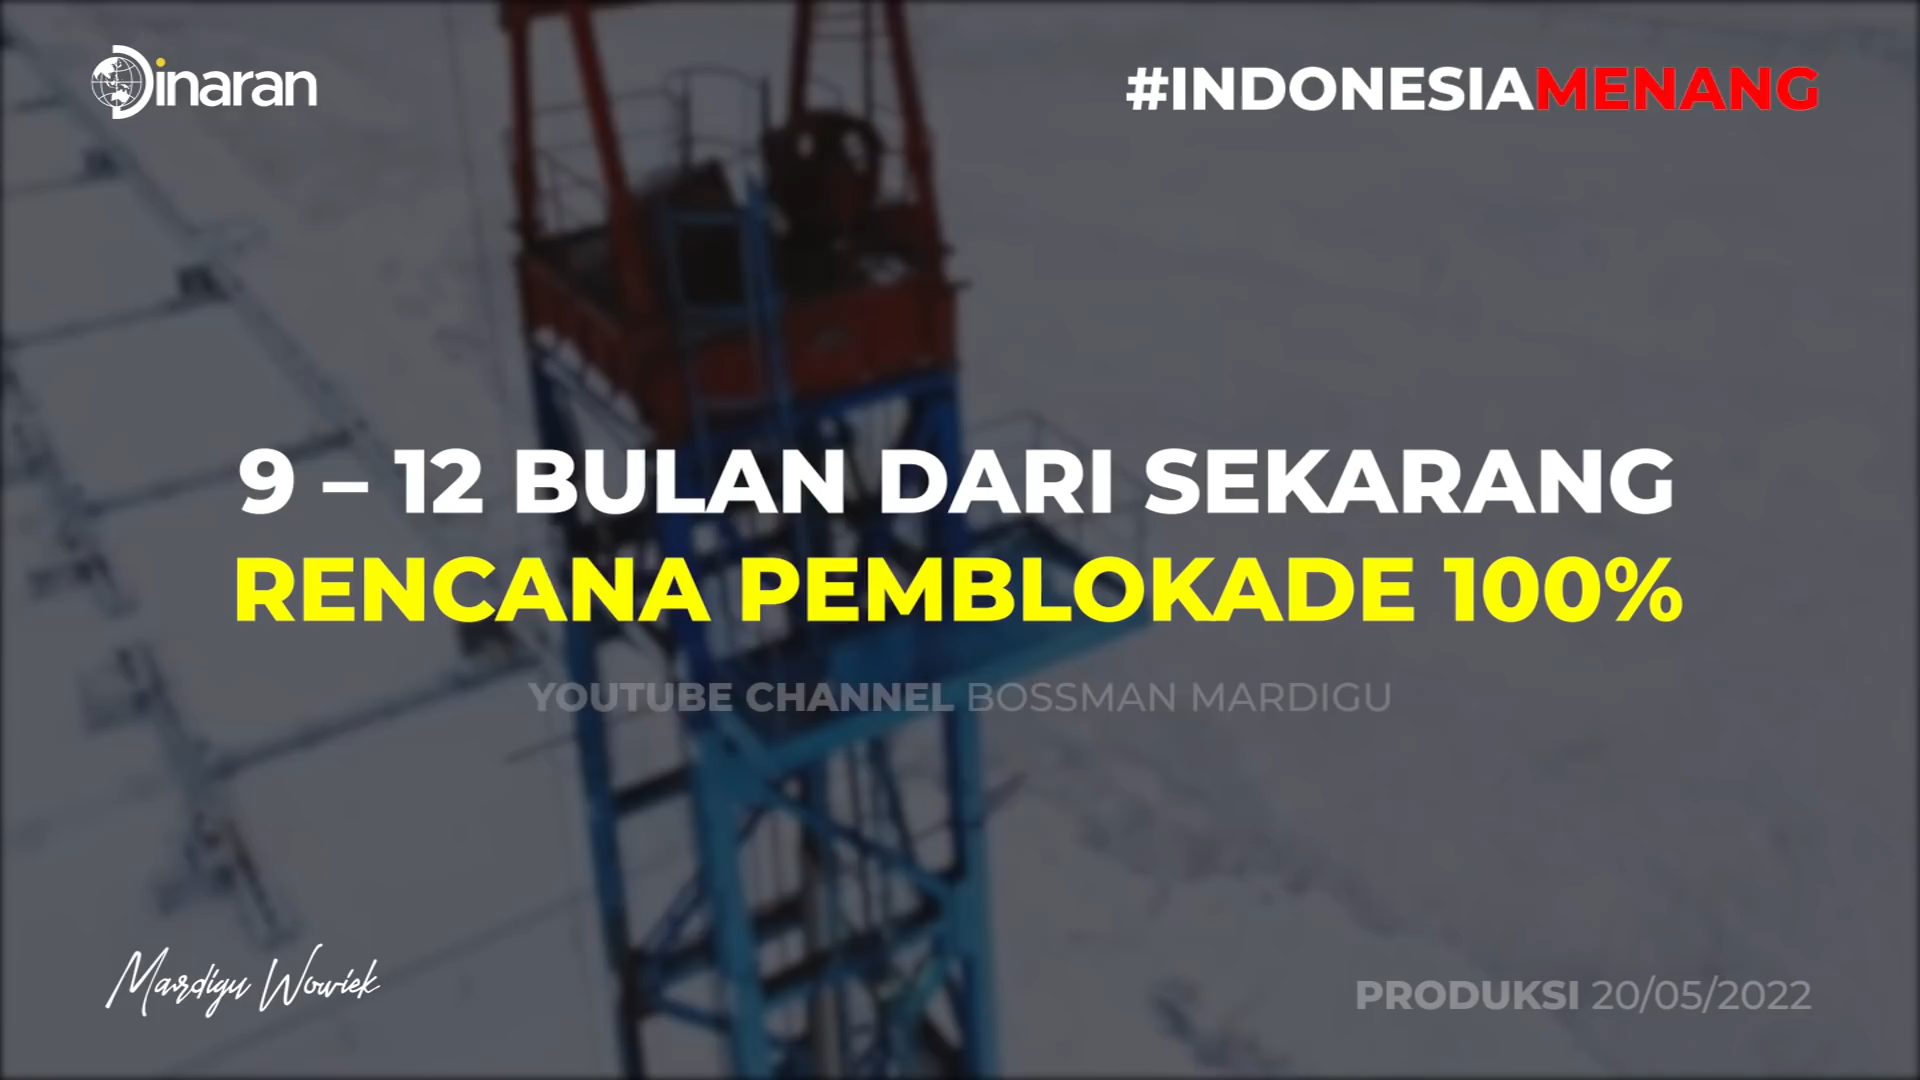 Dinaran
#INDONESIAMENANG
9 – 12 BULAN DARI SEKARANG
RENCANA PEMBLOKADE 100%
YOUTUBE CHANNEL BOSSMAN MARDIGU
Mardigu Wowiek
PRODUKSI 20/05/2022